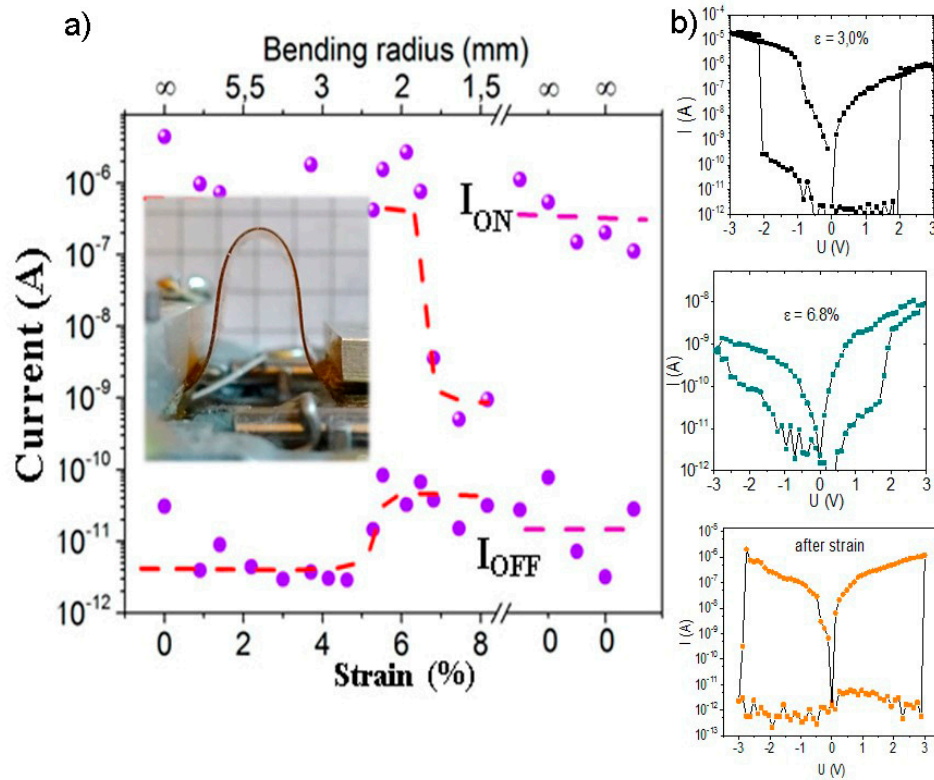 a)
Bending radius (mm)
∞ 5,5 3 2 1,5 ∞ ∞
Current (A)
10⁻⁶
10⁻⁷
10⁻⁸
10⁻⁹
10⁻¹⁰
10⁻¹¹
10⁻¹²
I_ON
I_OFF
0 2 4 6 8 0 0
Strain (%)
b)
I (A)
10⁻⁴
10⁻⁵
10⁻⁶
10⁻⁷
10⁻⁸
10⁻⁹
10⁻¹⁰
10⁻¹¹
10⁻¹²
ε = 3,0%
-3 -2 -1 0 1 2 3
U (V)
I (A)
10⁻⁸
10⁻⁹
10⁻¹⁰
10⁻¹¹
10⁻¹²
ε = 6.8%
-3 -2 -1 0 1 2 3
U (V)
I (A)
10⁻⁵
10⁻⁶
10⁻⁷
10⁻⁸
10⁻⁹
10⁻¹⁰
10⁻¹¹
10⁻¹²
10⁻¹³
after strain
-3 -2 -1 0 1 2 3
U (V)